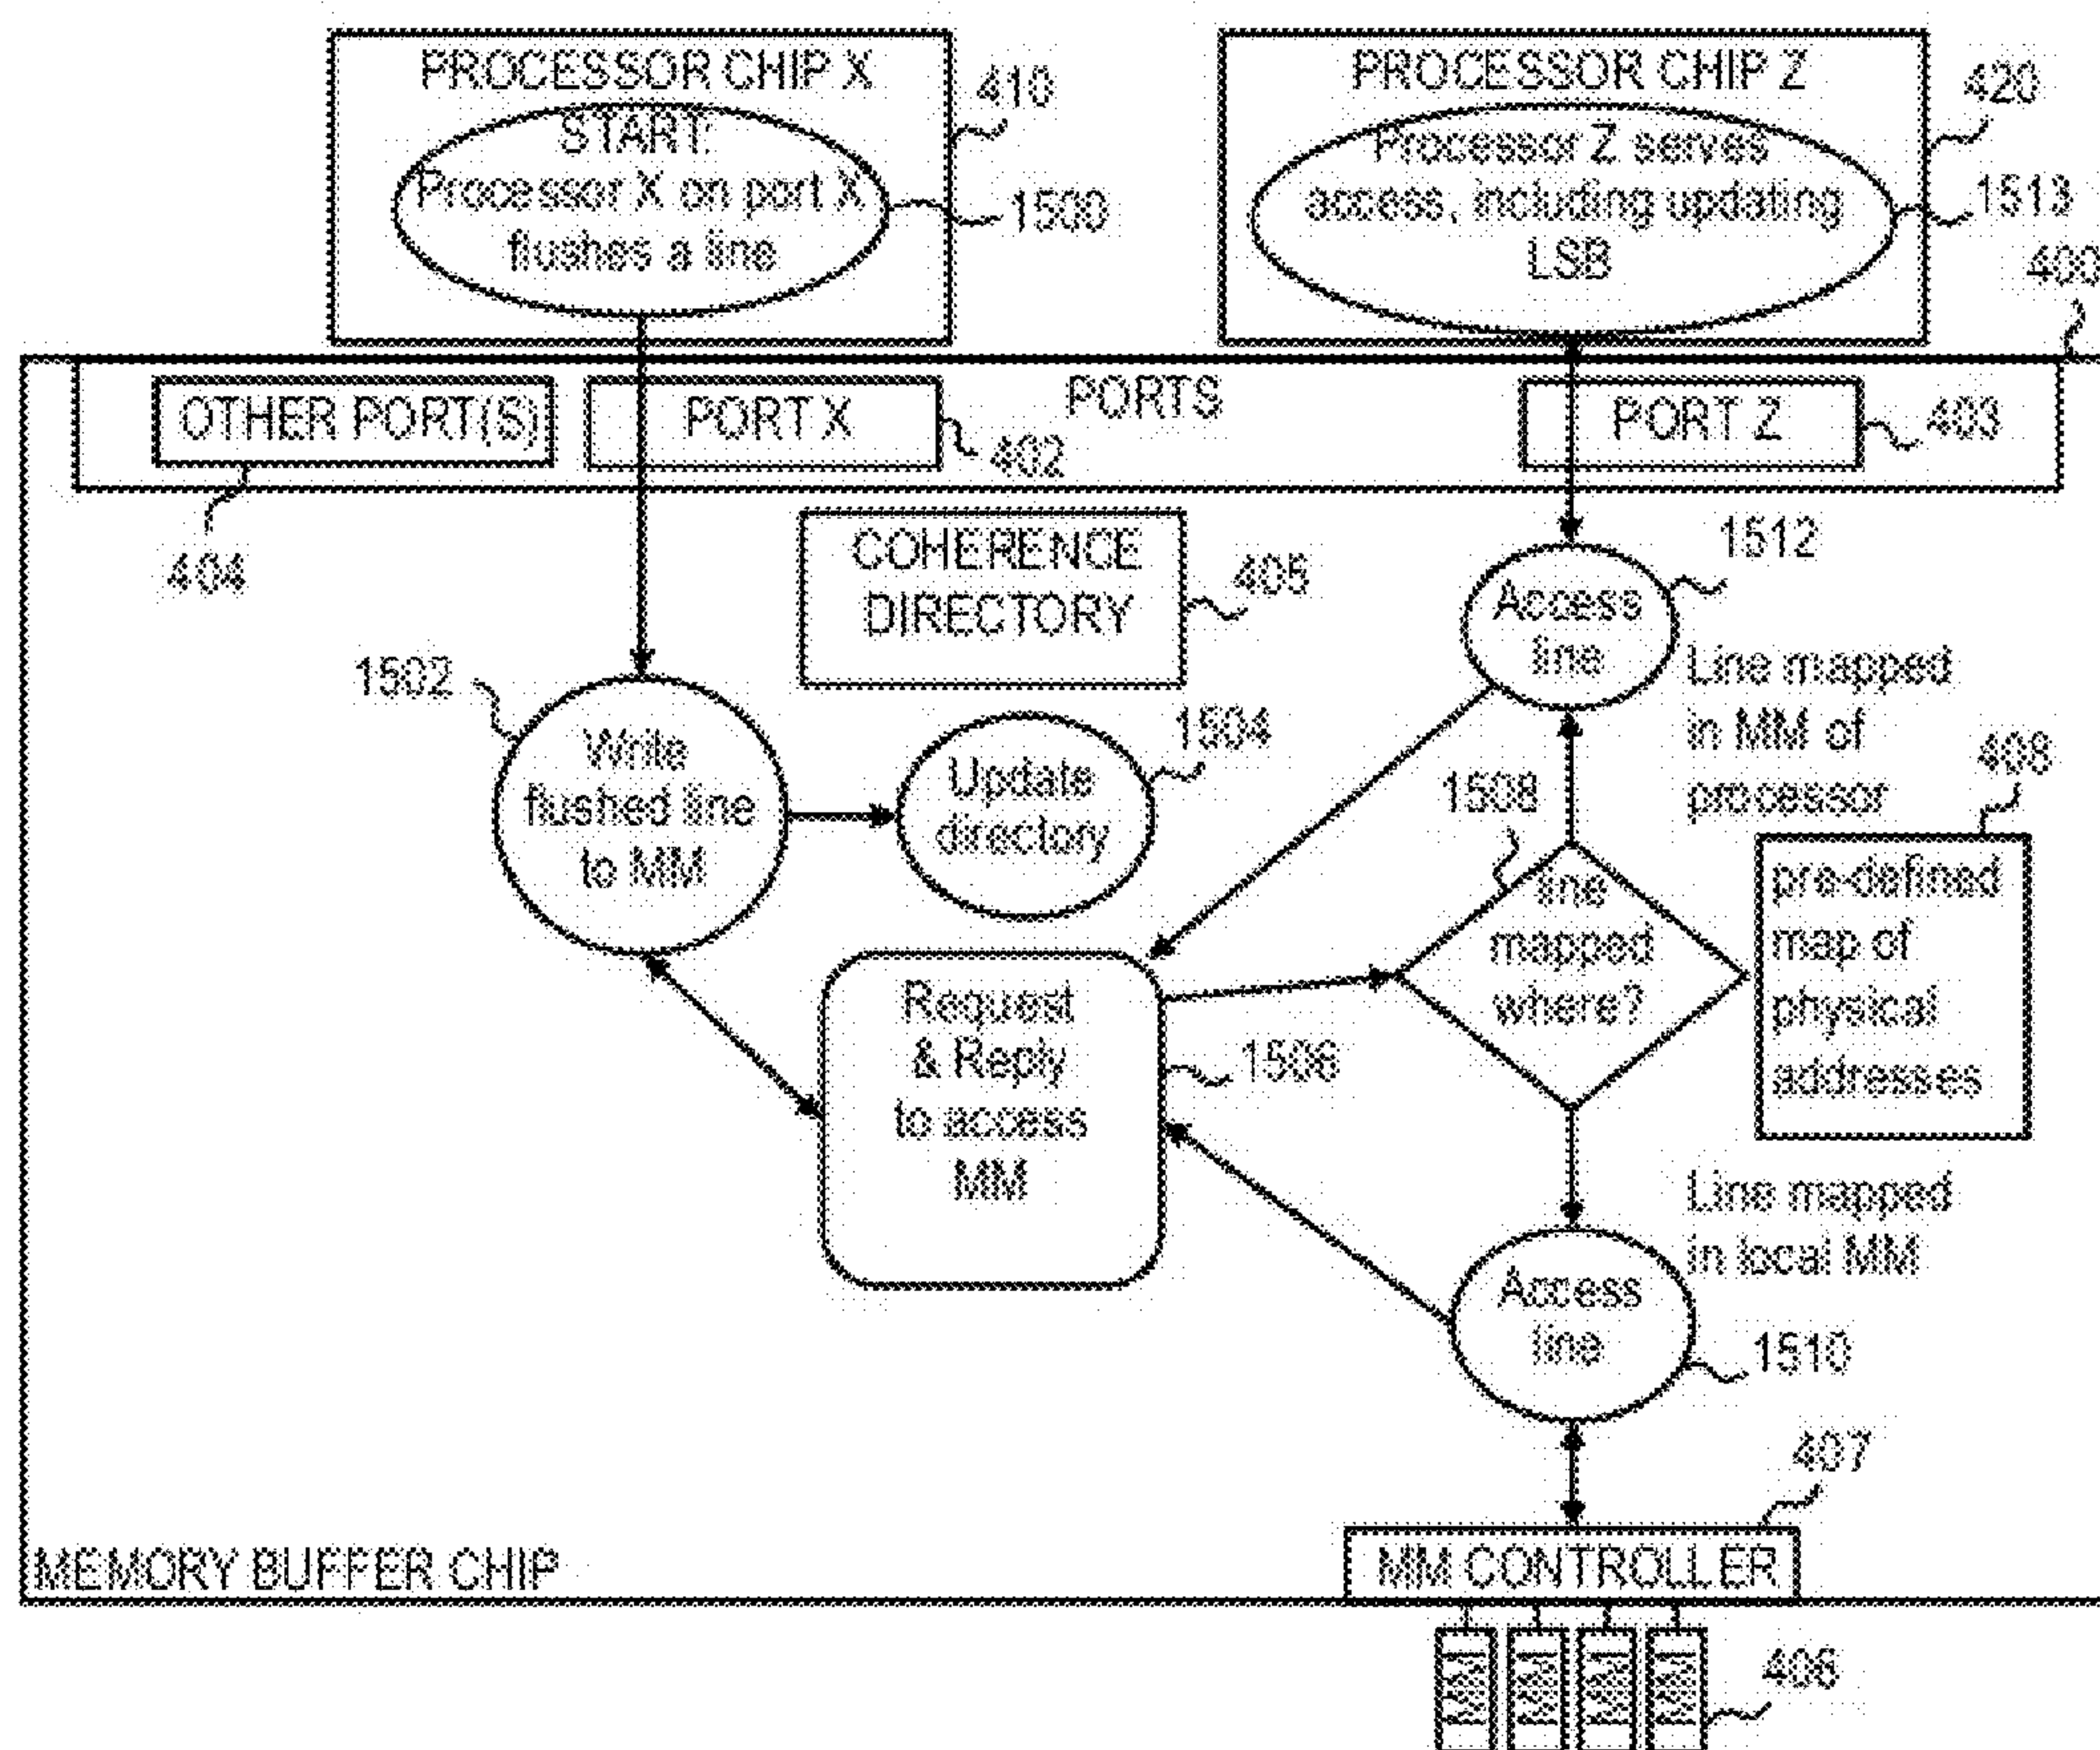 PROCESSOR CHIP X
410
START:
Processor X on port X
flushes a line
1500
PROCESSOR CHIP Z
420
Processor Z serves
access, including updating
LSB
1513
400
OTHER PORT(S)
404
PORT X
402
PORTS
PORT Z
403
COHERENCE
DIRECTORY
405
1512
Access
line
Line mapped
in MM of
processor
1502
Write
flushed line
to MM
1504
Update
directory
1508
line
mapped
where?
408
pre-defined
map of
physical
addresses
Request
& Reply
to access
MM
1506
Line mapped
in local MM
Access
line
1510
407
MM CONTROLLER
MEMORY BUFFER CHIP
406